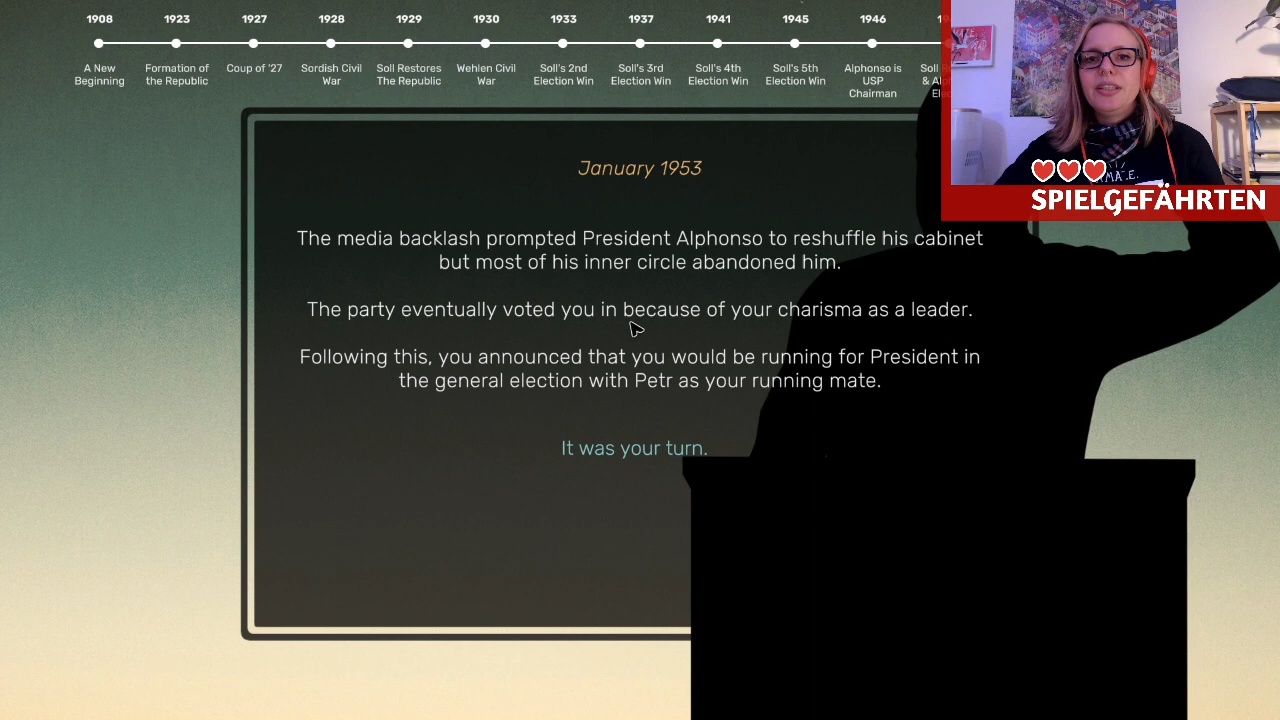 1908 1923 1927 1928 1929 1930 1933 1937 1941 1945 1946
A New Beginning
Formation of the Republic
Coup of '27
Sordish Civil War
Soll Restores The Republic
Wehlen Civil War
Soll's 2nd Election Win
Soll's 3rd Election Win
Soll's 4th Election Win
Soll's 5th Election Win
Alphonso is USP Chairman
Soll
SPIELGEFÄHRTEN
January 1953
The media backlash prompted President Alphonso to reshuffle his cabinet
but most of his inner circle abandoned him.
The party eventually voted you in because of your charisma as a leader.
Following this, you announced that you would be running for President in
the general election with Petr as your running mate.
It was your turn.